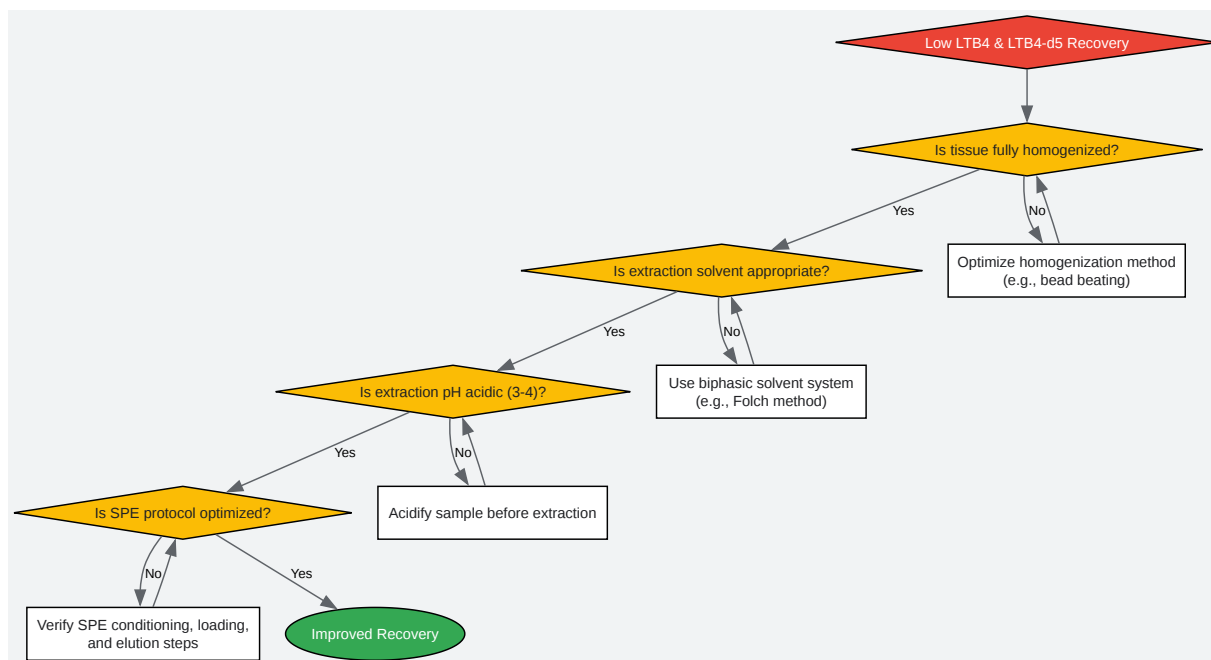 Low LTB4 & LTB4-d5 Recovery
Is tissue fully homogenized?
Yes
No
Is extraction solvent appropriate?
Optimize homogenization method
(e.g., bead beating)
Yes
No
Is extraction pH acidic (3-4)?
Use biphasic solvent system
(e.g., Folch method)
Yes
No
Is SPE protocol optimized?
Acidify sample before extraction
No
Yes
Verify SPE conditioning, loading,
and elution steps
Improved Recovery